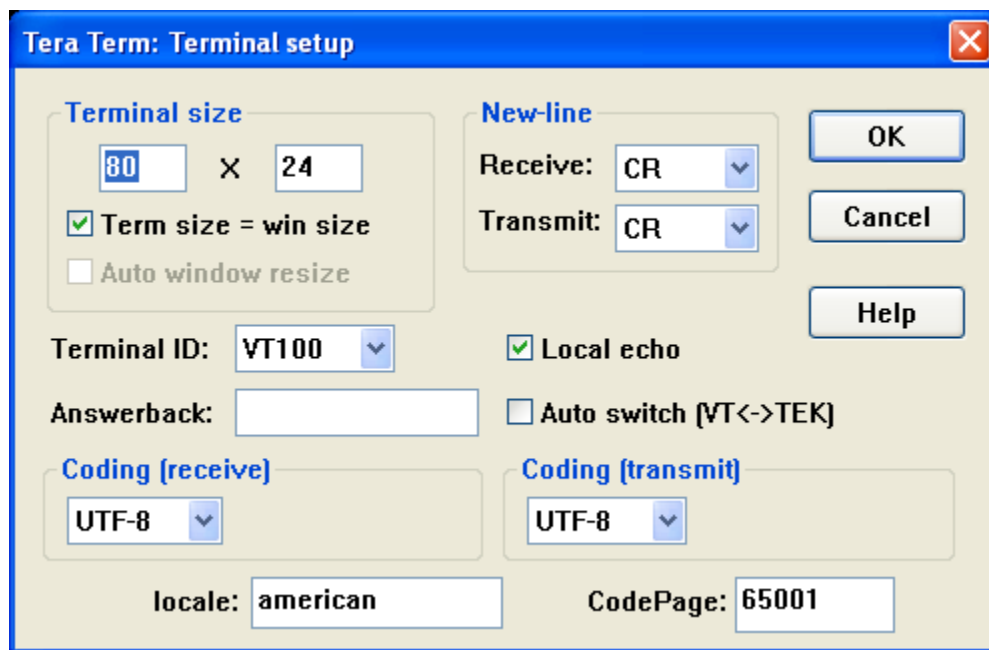 Tera Term: Terminal setup
Terminal size
80 X 24
Term size = win size
Auto window resize
New-line
Receive: CR
Transmit: CR
OK
Cancel
Help
Terminal ID: VT100
Local echo
Answerback:
Auto switch (VT<->TEK)
Coding (receive)
UTF-8
Coding (transmit)
UTF-8
locale: american
CodePage: 65001